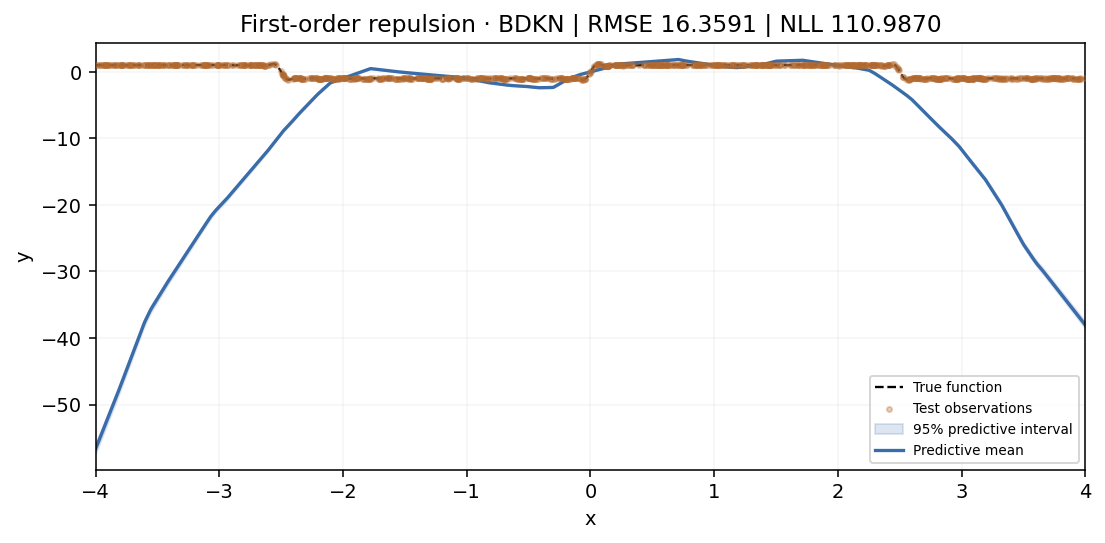 First-order repulsion · BDKN | RMSE 16.3591 | NLL 110.9870
0
−10
−20
−30
−40
−50
y
−4
−3
−2
−1
0
1
2
3
4
x
True function
Test observations
95% predictive interval
Predictive mean